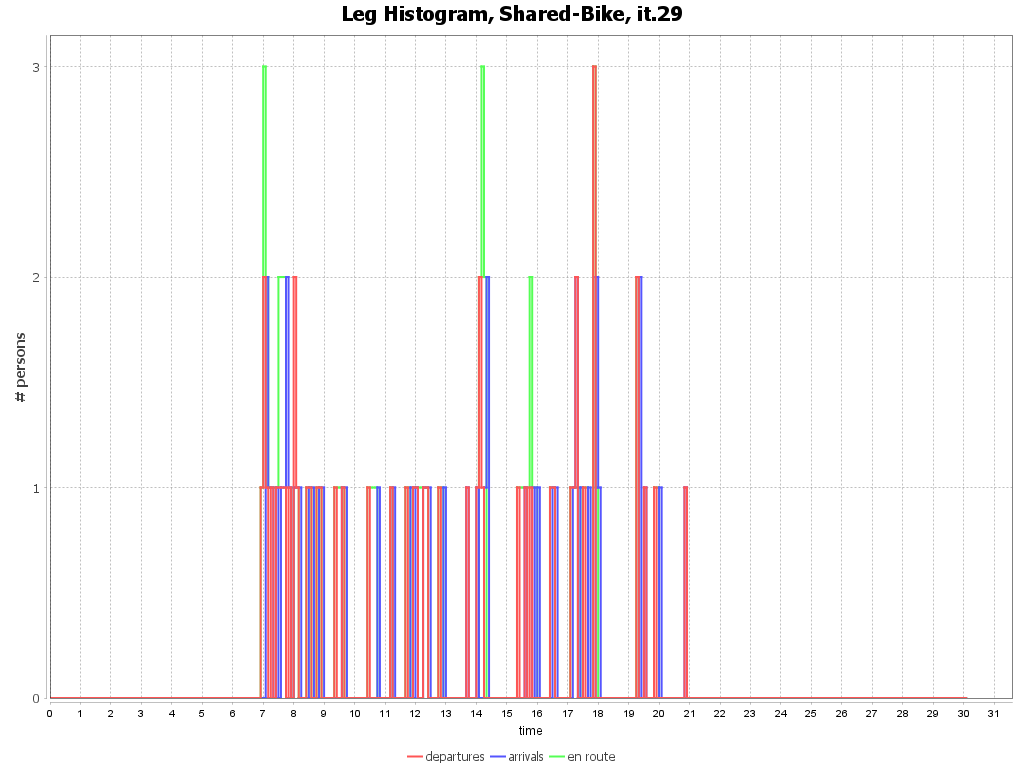 Leg Histogram, Shared-Bike, it.29
# persons
3
2
1
0
0 1 2 3 4 5 6 7 8 9 10 11 12 13 14 15 16 17 18 19 20 21 22 23 24 25 26 27 28 29 30 31
time
departures arrivals en route